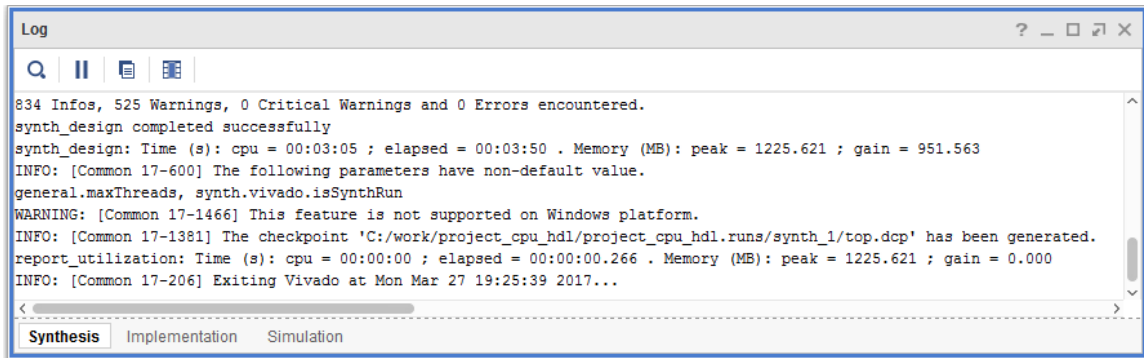 Log
834 Infos, 525 Warnings, 0 Critical Warnings and 0 Errors encountered.
synth_design completed successfully
synth_design: Time (s): cpu = 00:03:05 ; elapsed = 00:03:50 . Memory (MB): peak = 1225.621 ; gain = 951.563
INFO: [Common 17-600] The following parameters have non-default value.
general.maxThreads, synth.vivado.isSynthRun
WARNING: [Common 17-1466] This feature is not supported on Windows platform.
INFO: [Common 17-1381] The checkpoint 'C:/work/project_cpu_hdl/project_cpu_hdl.runs/synth_1/top.dcp' has been generated.
report_utilization: Time (s): cpu = 00:00:00 ; elapsed = 00:00:00.266 . Memory (MB): peak = 1225.621 ; gain = 0.000
INFO: [Common 17-206] Exiting Vivado at Mon Mar 27 19:25:39 2017...
Synthesis Implementation Simulation